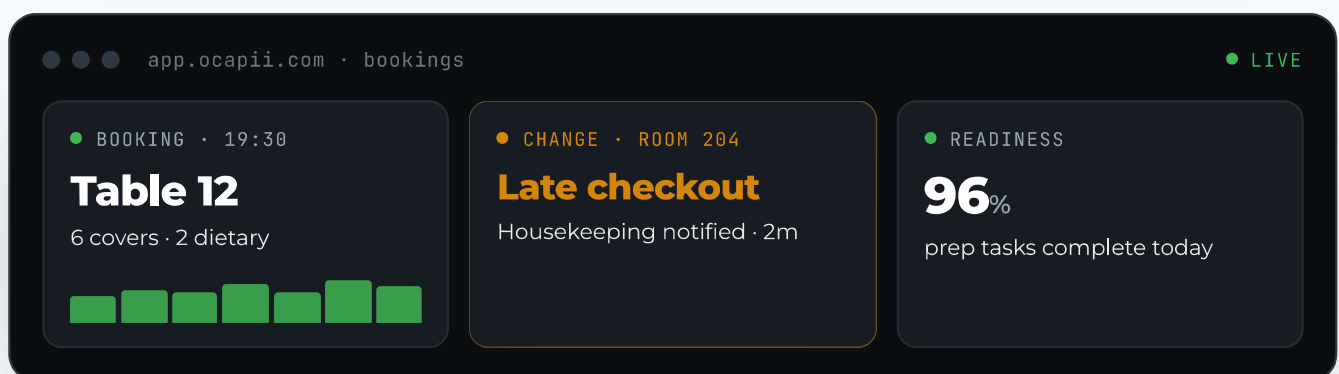 app.ocapii.com · bookings
LIVE
BOOKING · 19:30
Table 12
6 covers · 2 dietary
CHANGE · ROOM 204
Late checkout
Housekeeping notified · 2m
READINESS
96%
prep tasks complete today